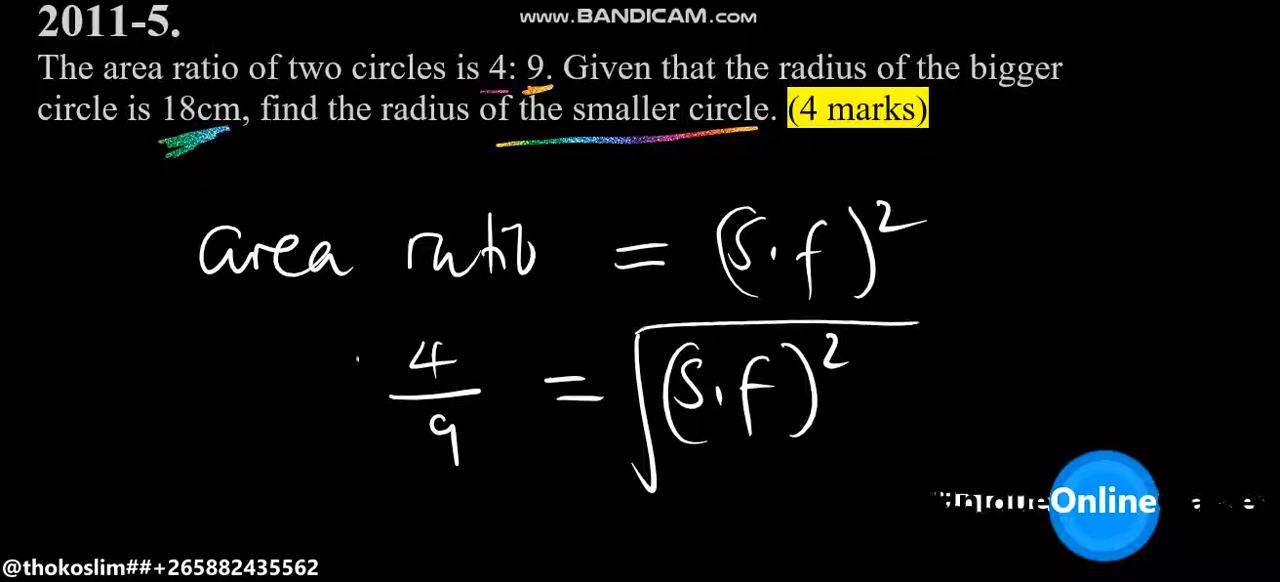 www.BANDICAM.com
2011-5.
The area ratio of two circles is 4: 9. Given that the radius of the bigger
circle is 18cm, find the radius of the smaller circle. (4 marks)
area ratio = (S.f)²
4/9 = √(S.f)²
Online
@thokoslim##+265882435562